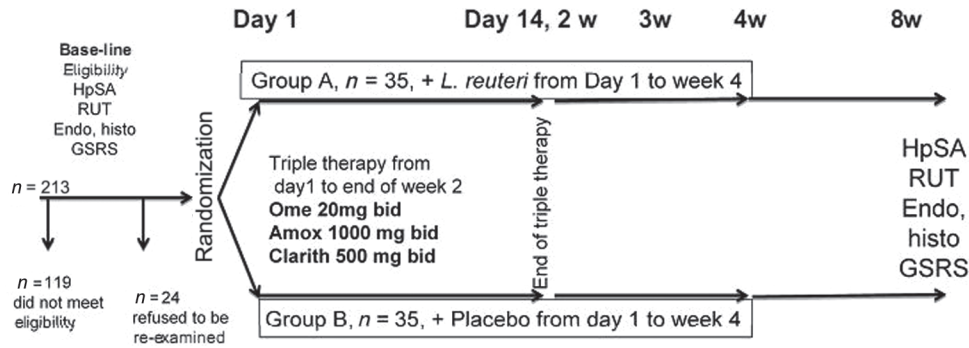 Day 1
Day 14, 2 w
3w
4w
8w
Base-line
Eligibility
HpSA
RUT
Endo, histo
GSRS
n = 213
n = 119
did not meet
eligibility
n = 24
refused to be
re-examined
Randomization
Group A, n = 35, + L. reuteri from Day 1 to week 4
Triple therapy from
day1 to end of week 2
Ome 20mg bid
Amox 1000 mg bid
Clarith 500 mg bid
End of triple therapy
Group B, n = 35, + Placebo from day 1 to week 4
HpSA
RUT
Endo,
histo
GSRS